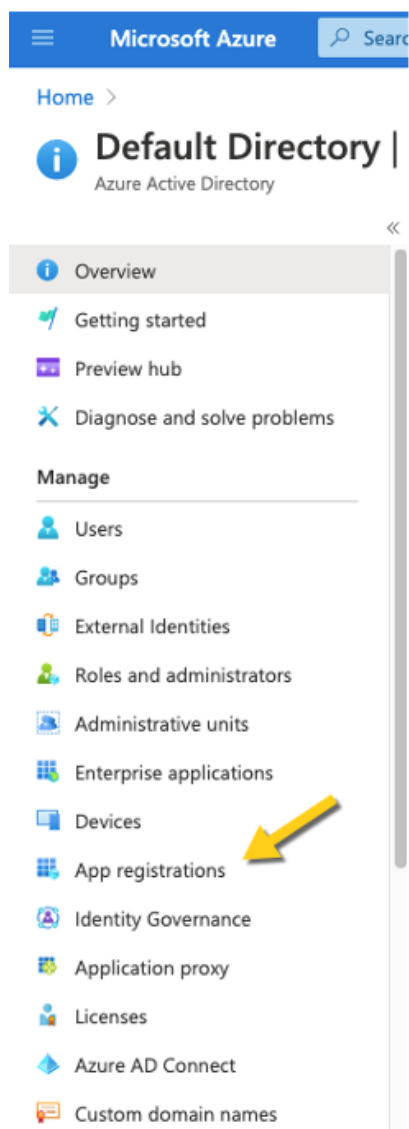 Microsoft Azure
Home >
Default Directory |
Azure Active Directory
«
Overview
Getting started
Preview hub
Diagnose and solve problems
Manage
Users
Groups
External Identities
Roles and administrators
Administrative units
Enterprise applications
Devices
App registrations
Identity Governance
Application proxy
Licenses
Azure AD Connect
Custom domain names